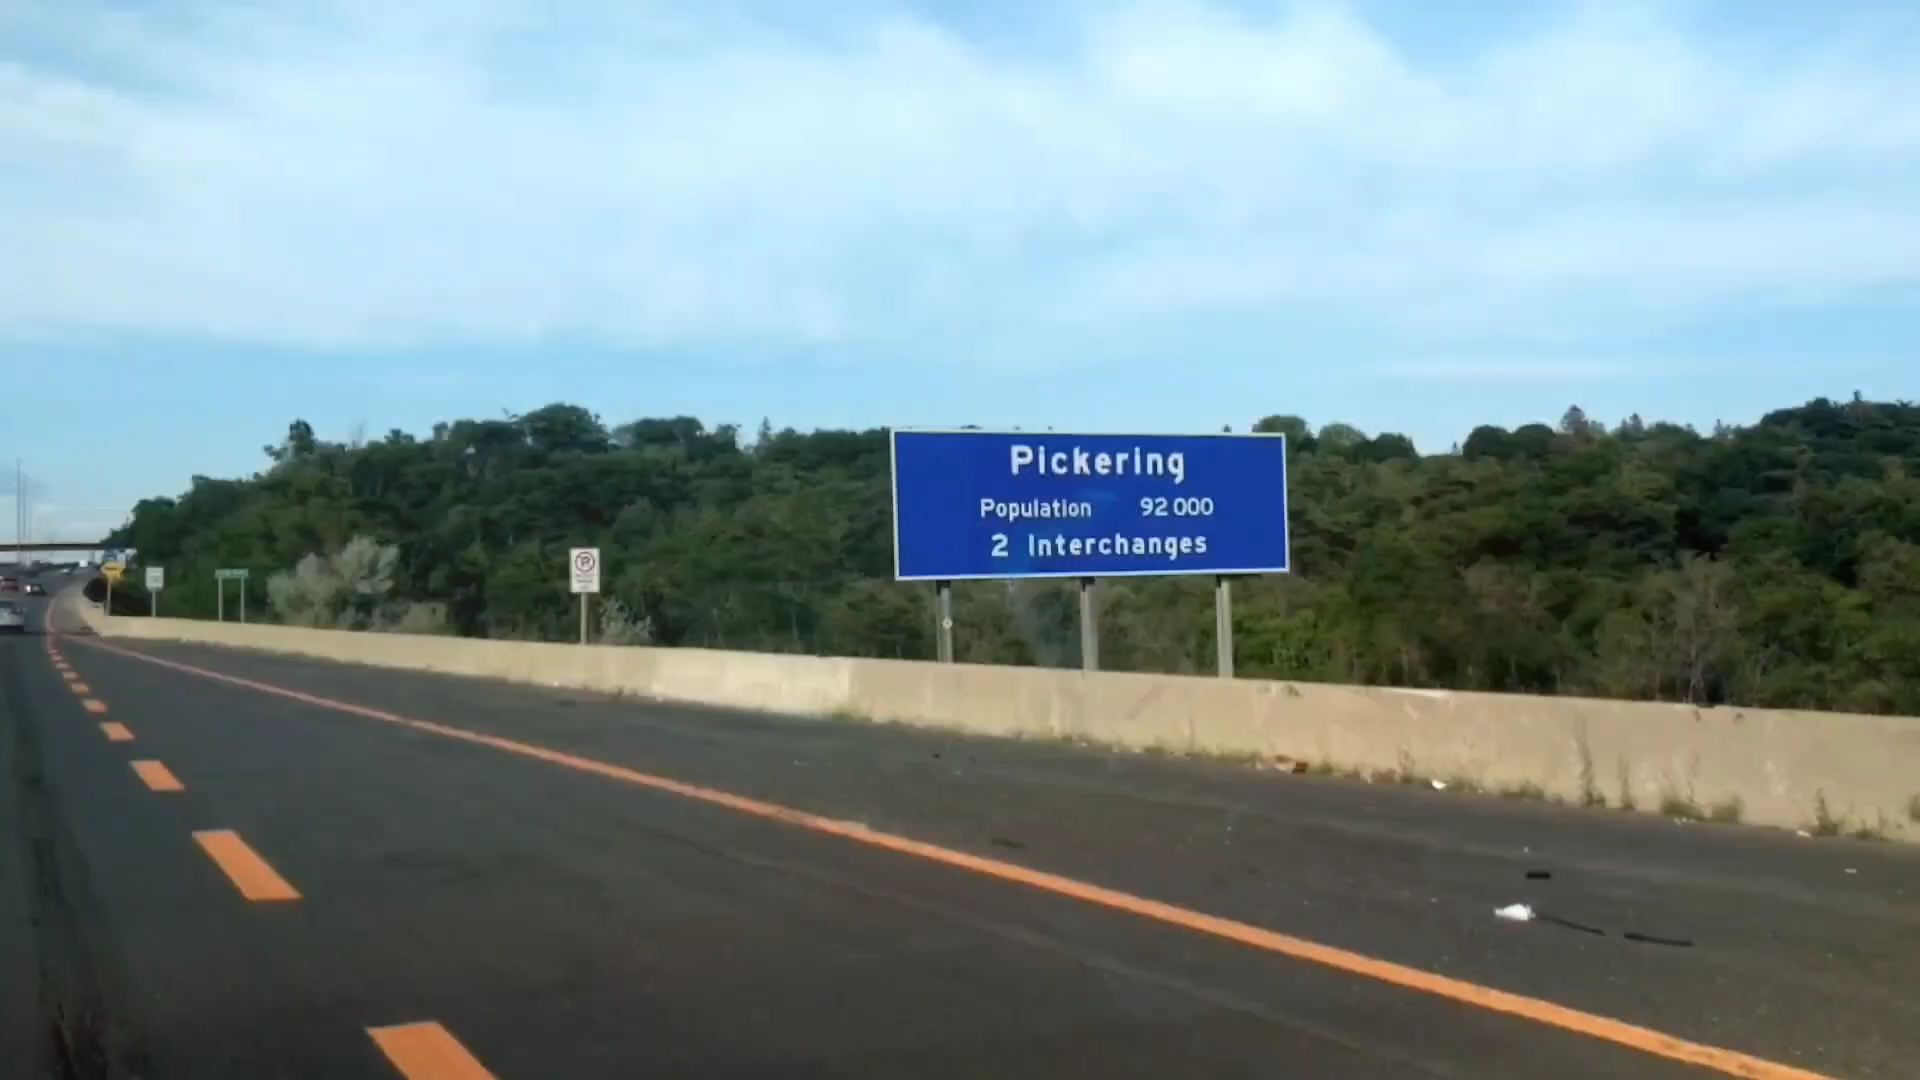 Pickering
Population 92 000
2 Interchanges